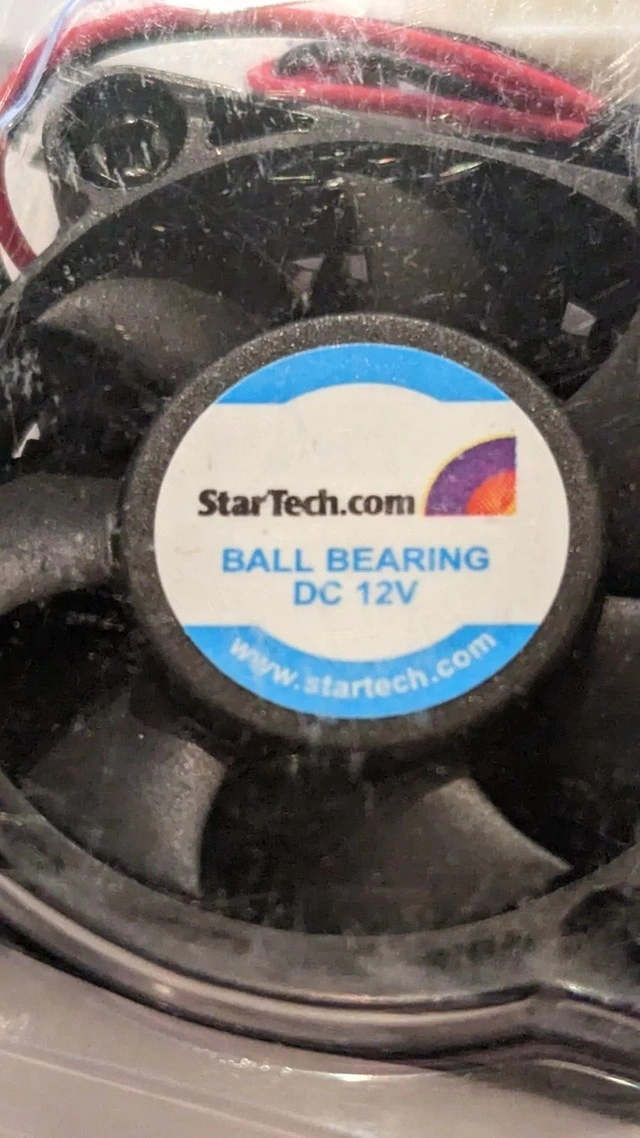 StarTech.com
BALL BEARING
DC 12V
www.startech.com